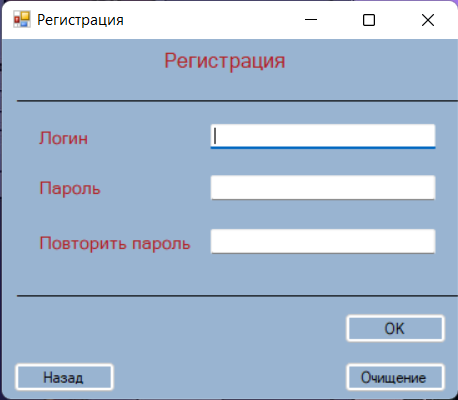 Регистрация
Регистрация
Логин
Пароль
Повторить пароль
OK
Назад
Очищение